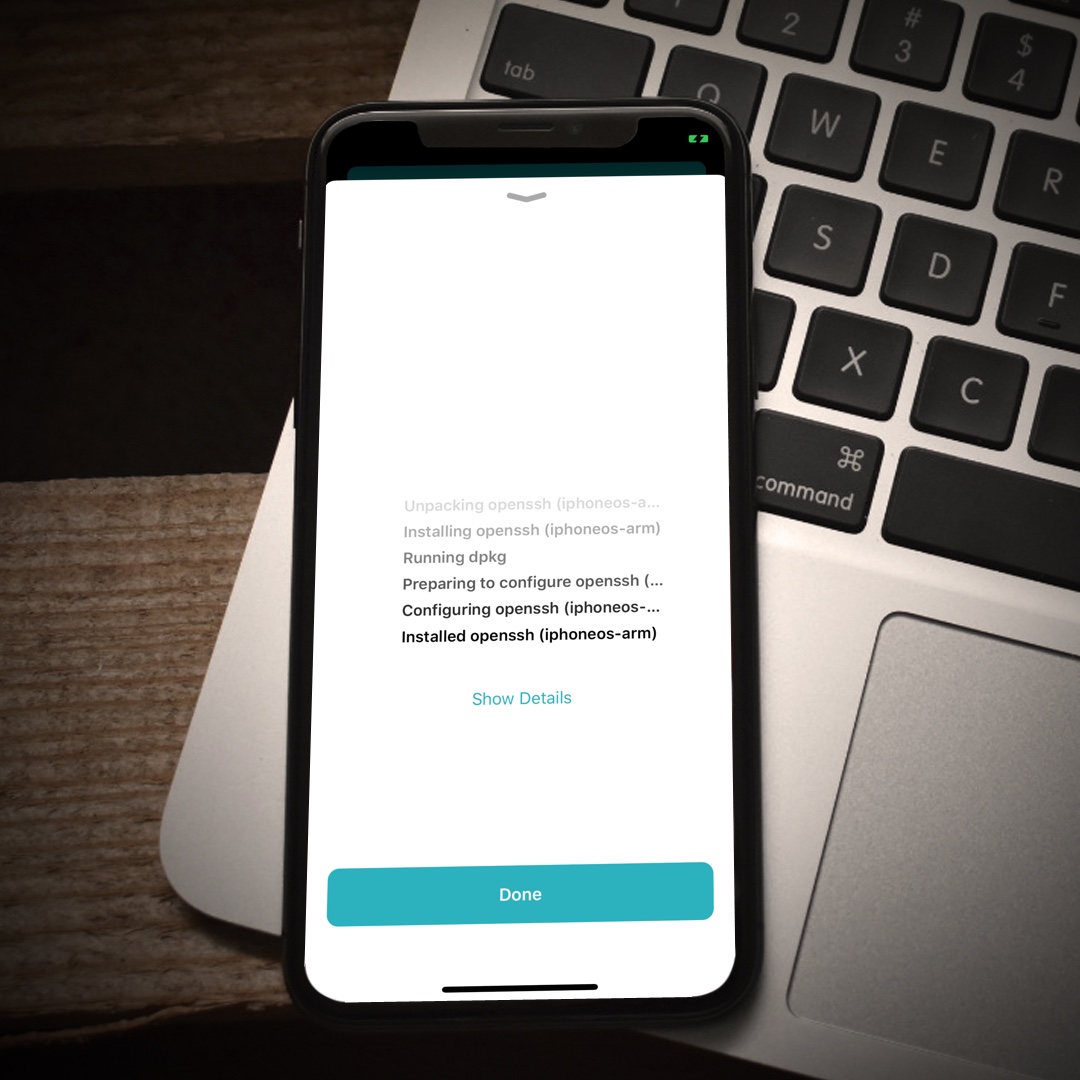 tab
2
#
3
$
4
Q
W
E
R
S
D
F
X
C
⌘
command
Unpacking openssh (iphoneos-a...
Installing openssh (iphoneos-arm)
Running dpkg
Preparing to configure openssh (...
Configuring openssh (iphoneos-...
Installed openssh (iphoneos-arm)
Show Details
Done